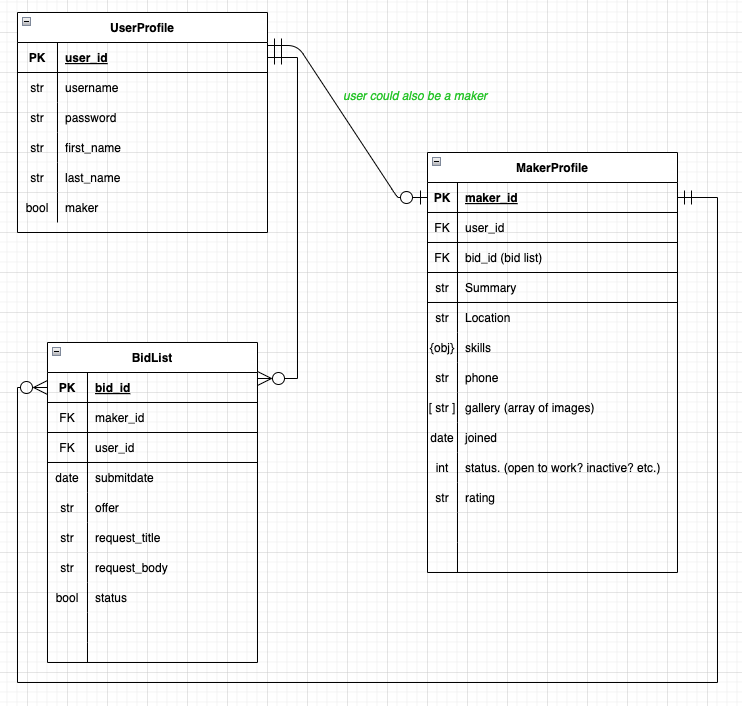 UserProfile
PK user_id
str username
str password
str first_name
str last_name
bool maker
user could also be a maker
MakerProfile
PK maker_id
FK user_id
FK bid_id (bid list)
str Summary
str Location
{obj} skills
str phone
[ str ] gallery (array of images)
date joined
int status. (open to work? inactive? etc.)
str rating
BidList
PK bid_id
FK maker_id
FK user_id
date submitdate
str offer
str request_title
str request_body
bool status